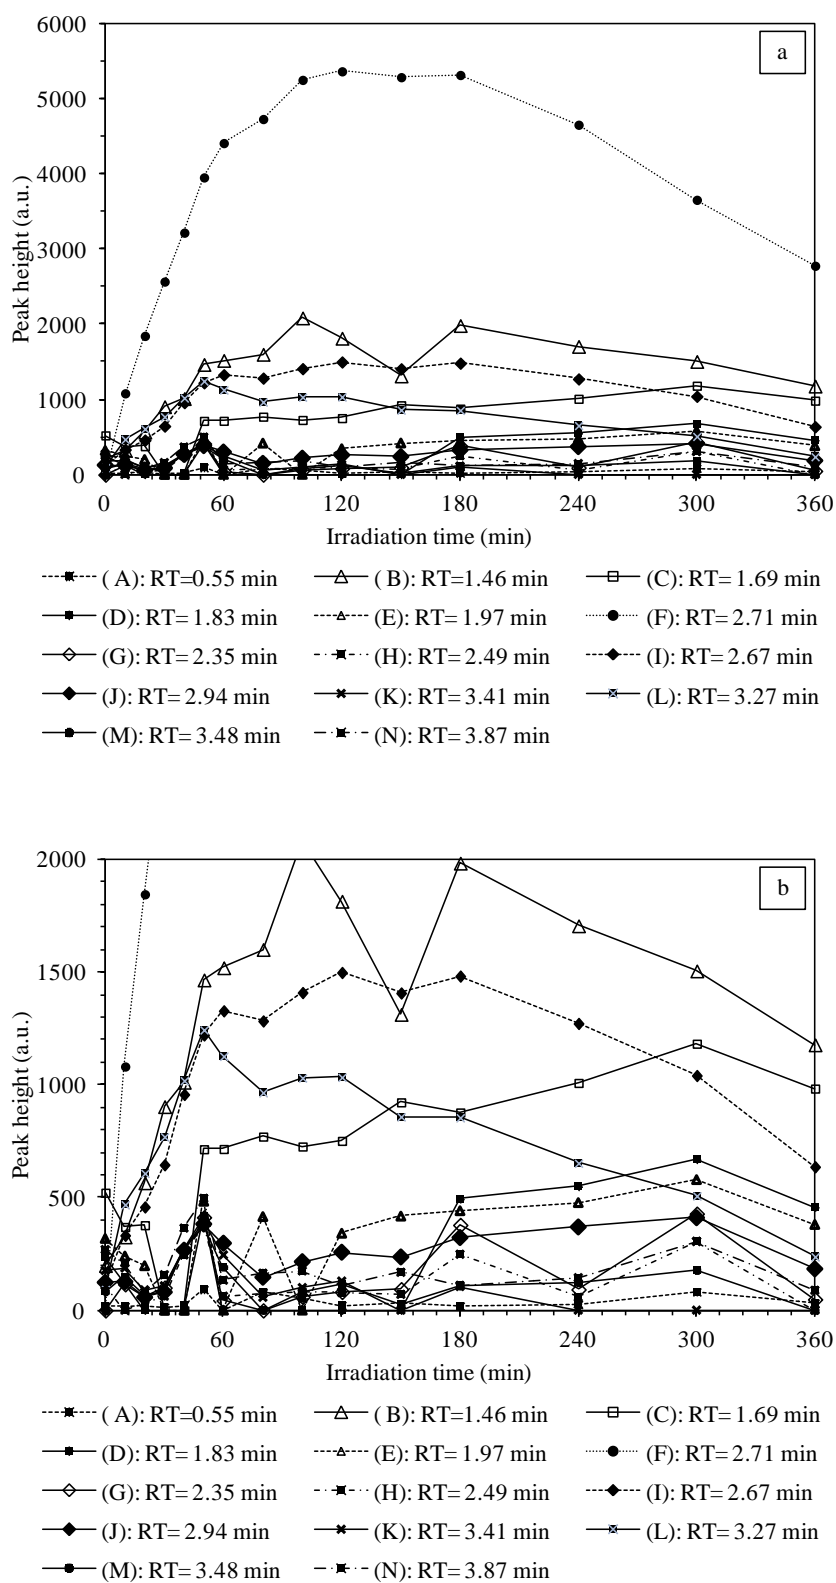 a
6000
5000
4000
3000
2000
1000
0
Peak height (a.u.)
0 60 120 180 240 300 360
Irradiation time (min)
( A): RT=0.55 min ( B): RT=1.46 min (C): RT=1.69 min
(D): RT=1.83 min (E): RT=1.97 min (F): RT=2.71 min
(G): RT=2.35 min (H): RT=2.49 min (I): RT=2.67 min
(J): RT=2.94 min (K): RT=3.41 min (L): RT=3.27 min
(M): RT=3.48 min (N): RT=3.87 min
b
2000
1500
1000
500
0
Peak height (a.u.)
0 60 120 180 240 300 360
Irradiation time (min)
( A): RT=0.55 min ( B): RT=1.46 min (C): RT=1.69 min
(D): RT=1.83 min (E): RT=1.97 min (F): RT=2.71 min
(G): RT=2.35 min (H): RT=2.49 min (I): RT=2.67 min
(J): RT=2.94 min (K): RT=3.41 min (L): RT=3.27 min
(M): RT=3.48 min (N): RT=3.87 min